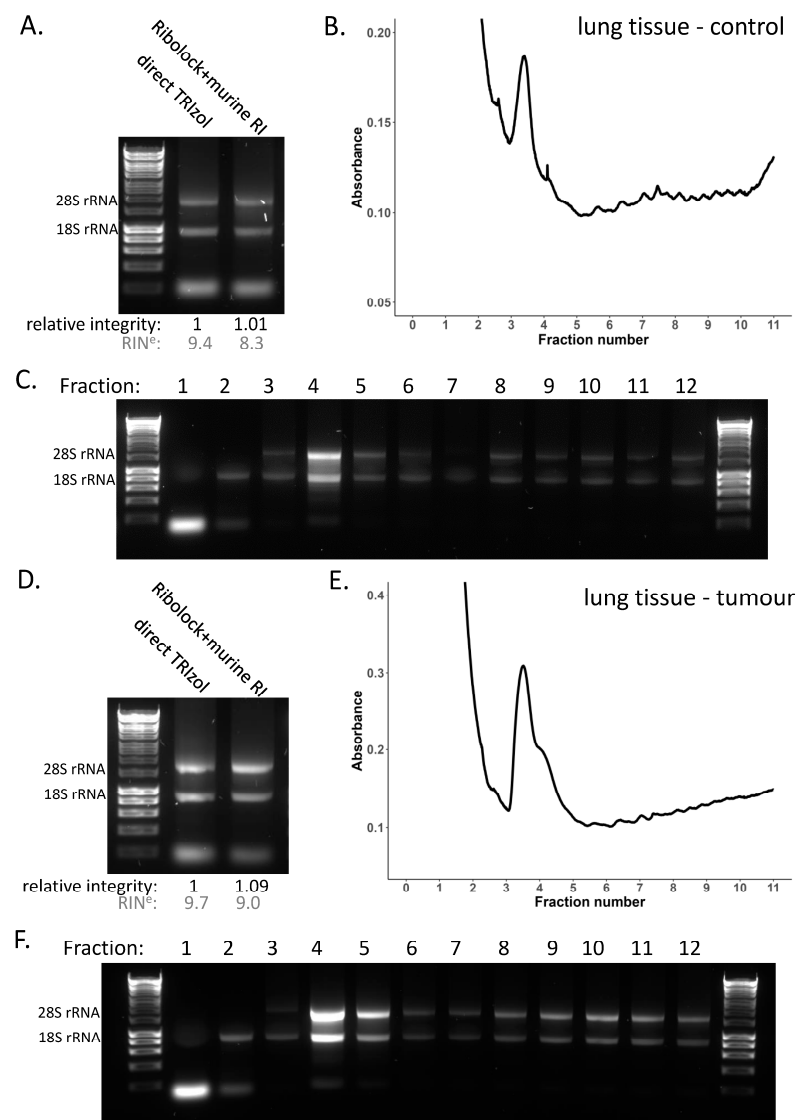 A.
Ribolock+murine RI
direct TRIzol
28S rRNA
18S rRNA
relative integrity: 1 1.01
RINᵉ: 9.4 8.3
B.
lung tissue - control
0.20
0.15
0.10
0.05
Absorbance
0 1 2 3 4 5 6 7 8 9 10 11
Fraction number
C.
Fraction: 1 2 3 4 5 6 7 8 9 10 11 12
28S rRNA
18S rRNA
D.
Ribolock+murine RI
direct TRIzol
28S rRNA
18S rRNA
relative integrity: 1 1.09
RINᵉ: 9.7 9.0
E.
lung tissue - tumour
0.4
0.3
0.2
0.1
Absorbance
0 1 2 3 4 5 6 7 8 9 10 11
Fraction number
F.
Fraction: 1 2 3 4 5 6 7 8 9 10 11 12
28S rRNA
18S rRNA